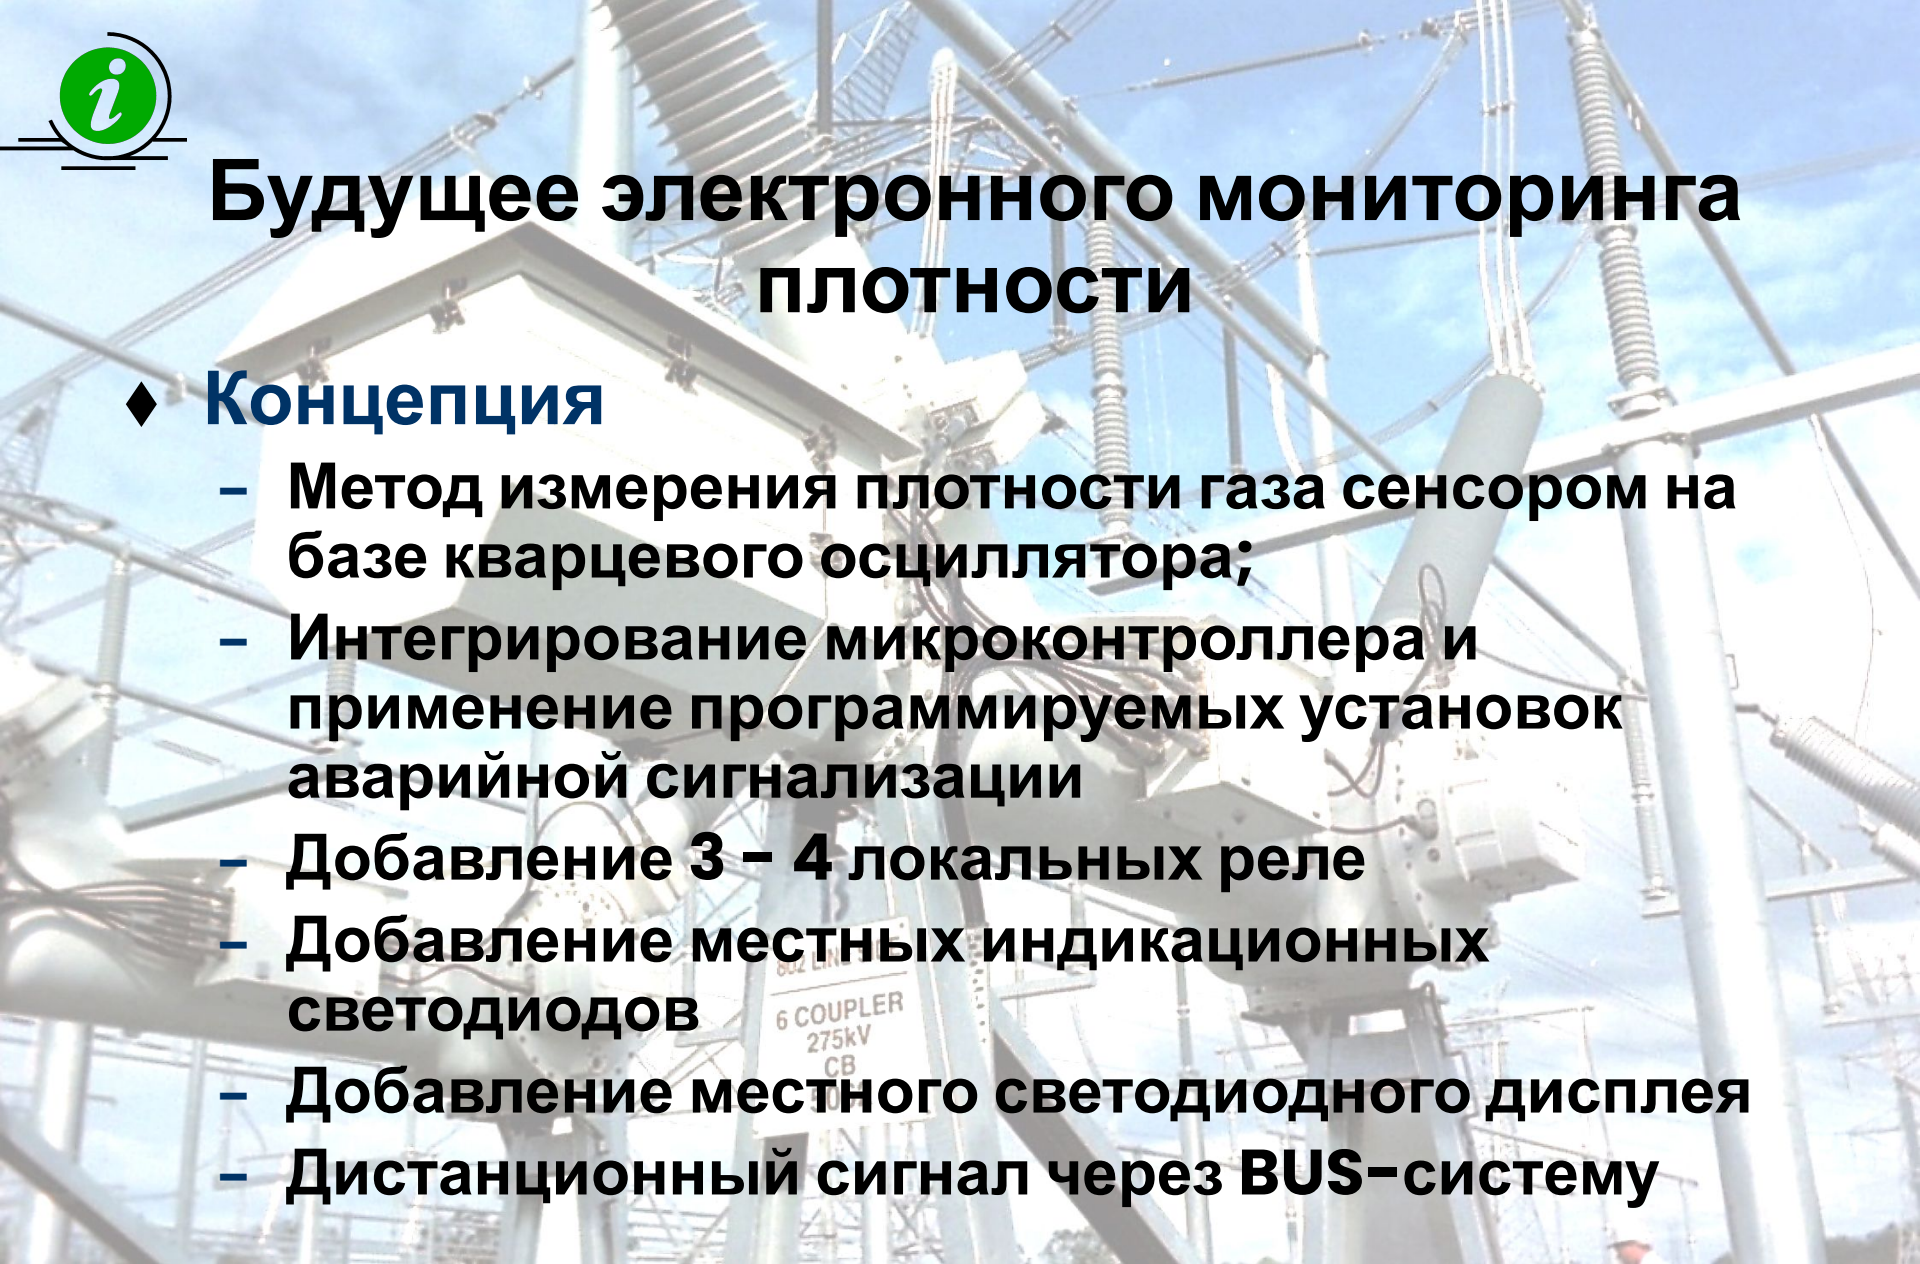 i
Будущее электронного мониторинга
плотности
♦ Концепция
– Метод измерения плотности газа сенсором на
базе кварцевого осциллятора;
– Интегрирование микроконтроллера и
применение программируемых установок
аварийной сигнализации
– Добавление 3 – 4 локальных реле
– Добавление местных индикационных
светодиодов
6 COUPLER
275kV
CB
– Добавление местного светодиодного дисплея
– Дистанционный сигнал через BUS-систему